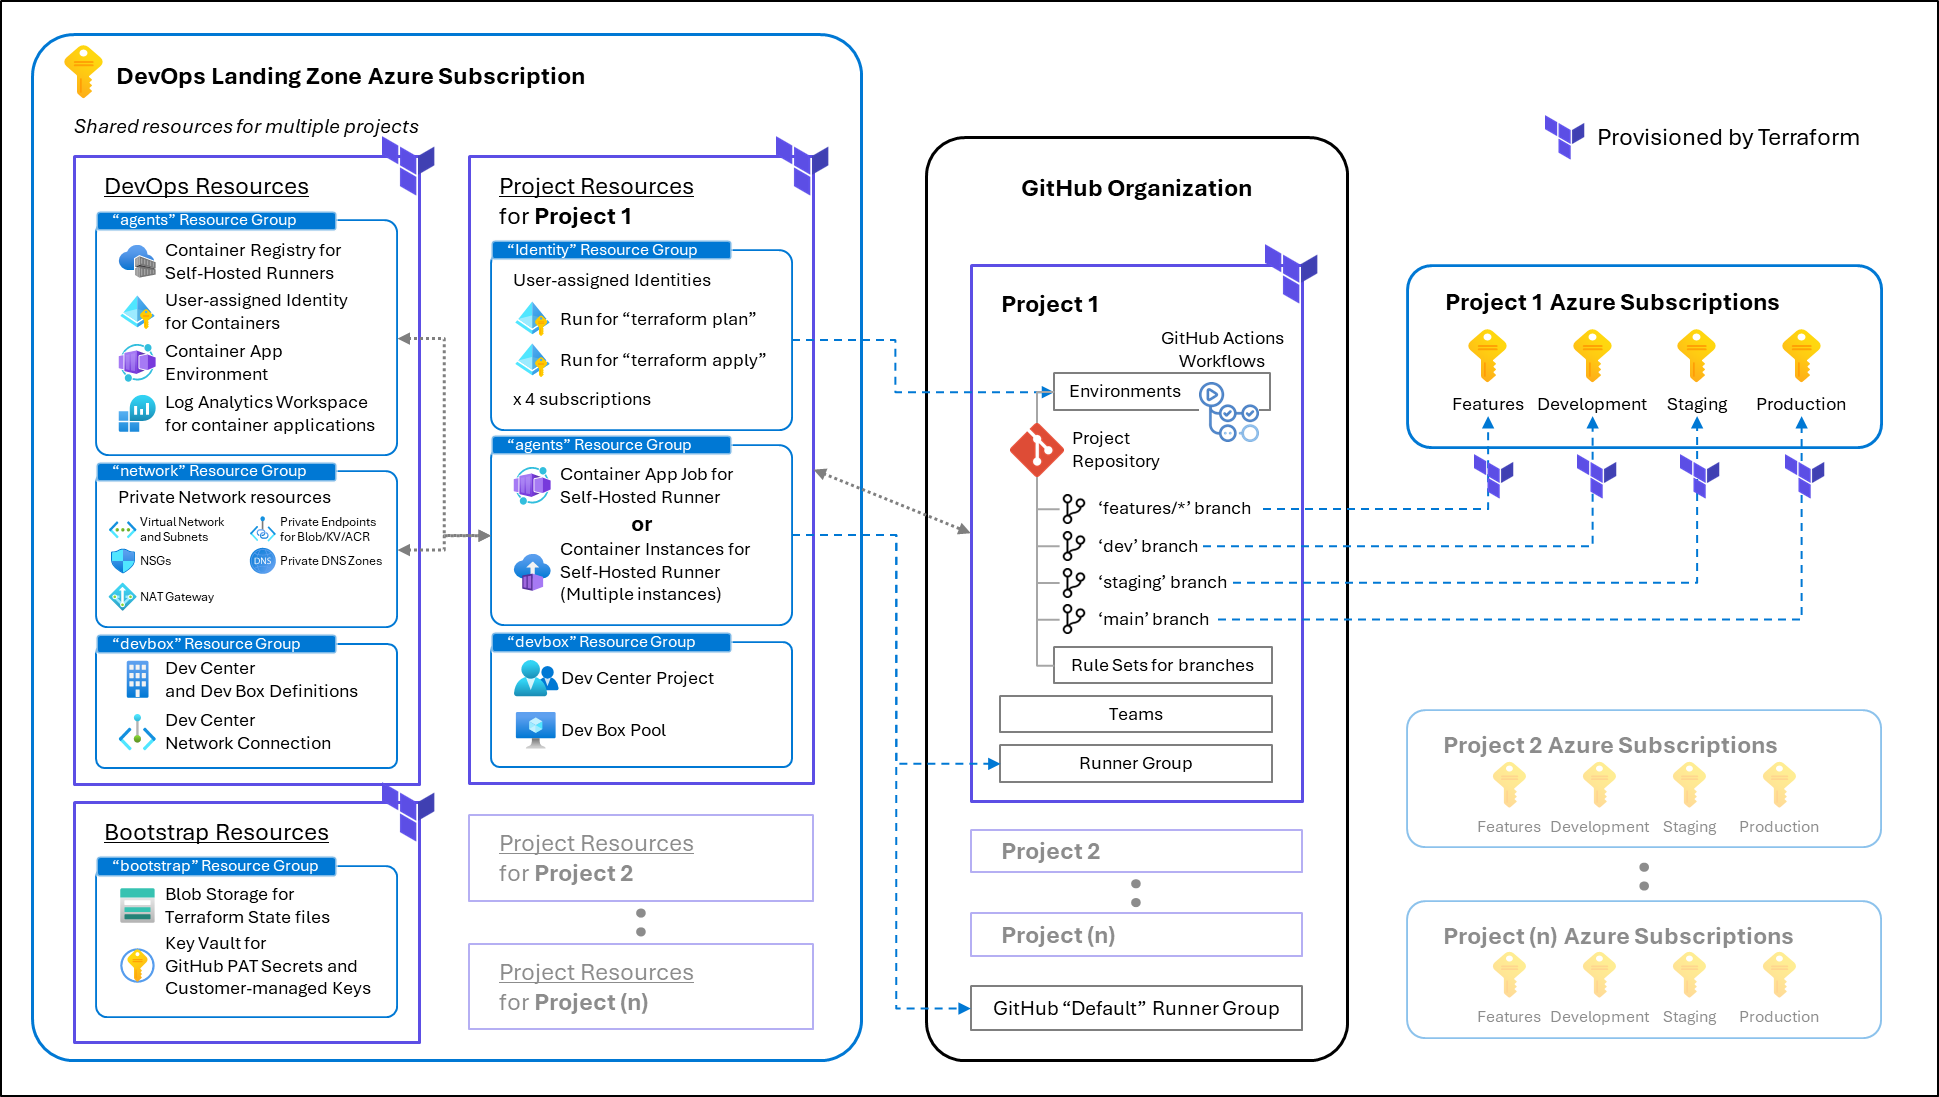 DevOps Landing Zone Azure Subscription
Shared resources for multiple projects
DevOps Resources
“agents” Resource Group
Container Registry for
Self-Hosted Runners
User-assigned Identity
for Containers
Container App
Environment
Log Analytics Workspace
for container applications
“network” Resource Group
Private Network resources
Virtual Network
and Subnets
Private Endpoints
for Blob/KV/ACR
NSGs
DNS
Private DNS Zones
NAT Gateway
“devbox” Resource Group
Dev Center
and Dev Box Definitions
Dev Center
Network Connection
Bootstrap Resources
“bootstrap” Resource Group
Blob Storage for
Terraform State files
Key Vault for
GitHub PAT Secrets and
Customer-managed Keys
Project Resources
for Project 1
“Identity” Resource Group
User-assigned Identities
Run for “terraform plan”
Run for “terraform apply”
x 4 subscriptions
“agents” Resource Group
Container App Job for
Self-Hosted Runner
or
Container Instances for
Self-Hosted Runner
(Multiple instances)
“devbox” Resource Group
Dev Center Project
Dev Box Pool
Project Resources
for Project 2
Project Resources
for Project (n)
GitHub Organization
Project 1
GitHub Actions
Workflows
Environments
Project
Repository
‘features/*’ branch
‘dev’ branch
‘staging’ branch
‘main’ branch
Rule Sets for branches
Teams
Runner Group
Project 2
Project (n)
GitHub “Default” Runner Group
Provisioned by Terraform
Project 1 Azure Subscriptions
Features Development Staging Production
Project 2 Azure Subscriptions
Features Development Staging Production
Project (n) Azure Subscriptions
Features Development Staging Production